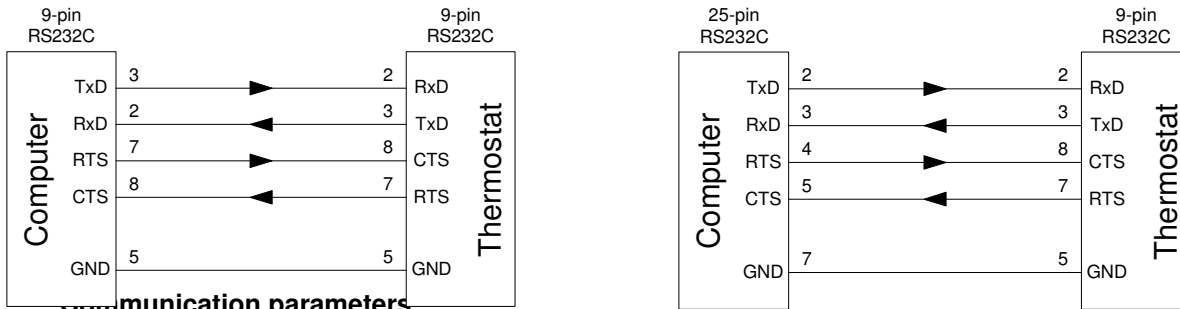 9-pin
RS232C
9-pin
RS232C
Computer
TxD 3 2 RxD
RxD 2 3 TxD
RTS 7 8 CTS
CTS 8 7 RTS
GND 5 5 GND
Thermostat
Communication parameters
25-pin
RS232C
9-pin
RS232C
Computer
TxD 2 2 RxD
RxD 3 3 TxD
RTS 4 8 CTS
CTS 5 7 RTS
GND 7 5 GND
Thermostat